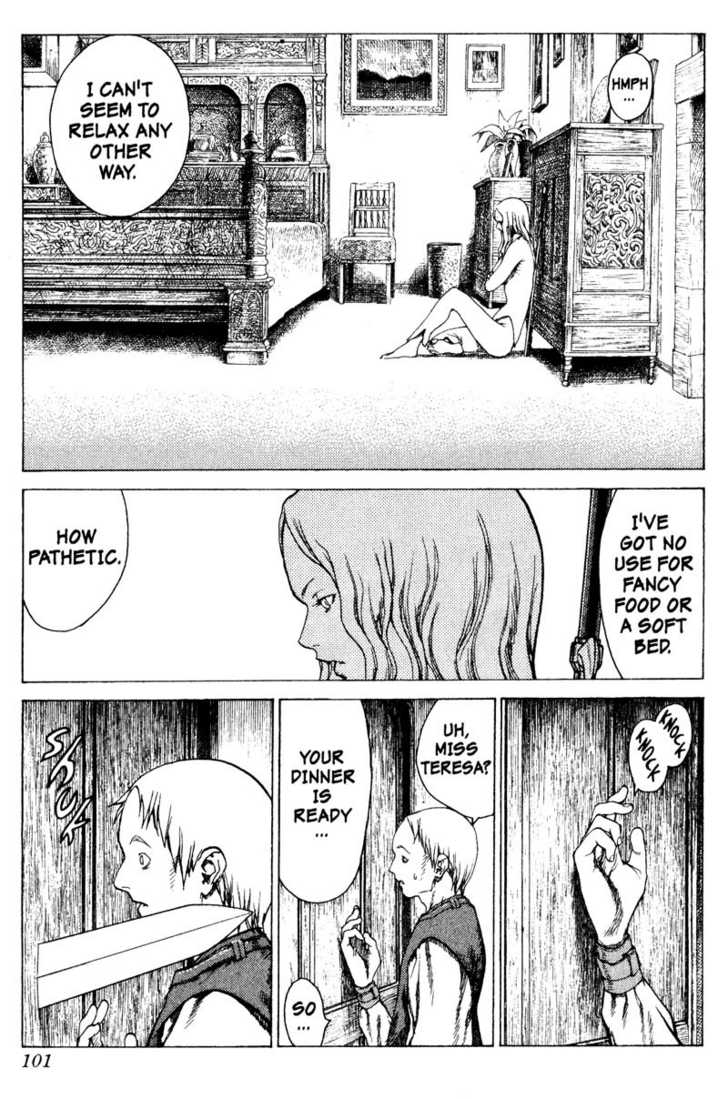 HMPH
...
I CAN'T
SEEM TO
RELAX ANY
OTHER
WAY.
I'VE
GOT NO
USE FOR
FANCY
FOOD OR
A SOFT
BED.
HOW
PATHETIC.
KNOCK
KNOCK
UH,
MISS
TERESA?
YOUR
DINNER
IS
READY
...
SO
...
SHUK
101